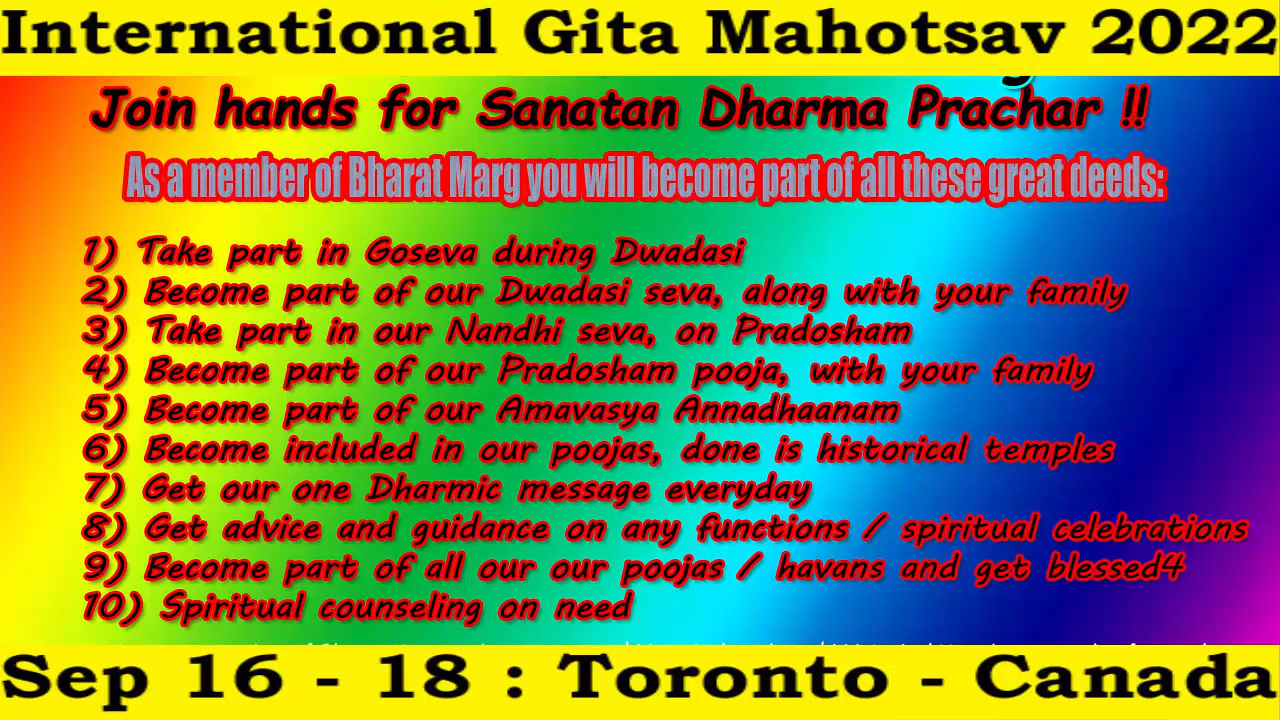 International Gita Mahotsav 2022
Join hands for Sanatan Dharma Prachar !!
As a member of Bharat Marg you will become part of all these great deeds:
1) Take part in Goseva during Dwadasi
2) Become part of our Dwadasi seva, along with your family
3) Take part in our Nandhi seva, on Pradosham
4) Become part of our Pradosham pooja, with your family
5) Become part of our Amavasya Annadhaanam
6) Become included in our poojas, done is historical temples
7) Get our one Dharmic message everyday
8) Get advice and guidance on any functions / spiritual celebrations
9) Become part of all our our poojas / havans and get blessed4
10) Spiritual counseling on need
Sep 16 - 18 : Toronto - Canada